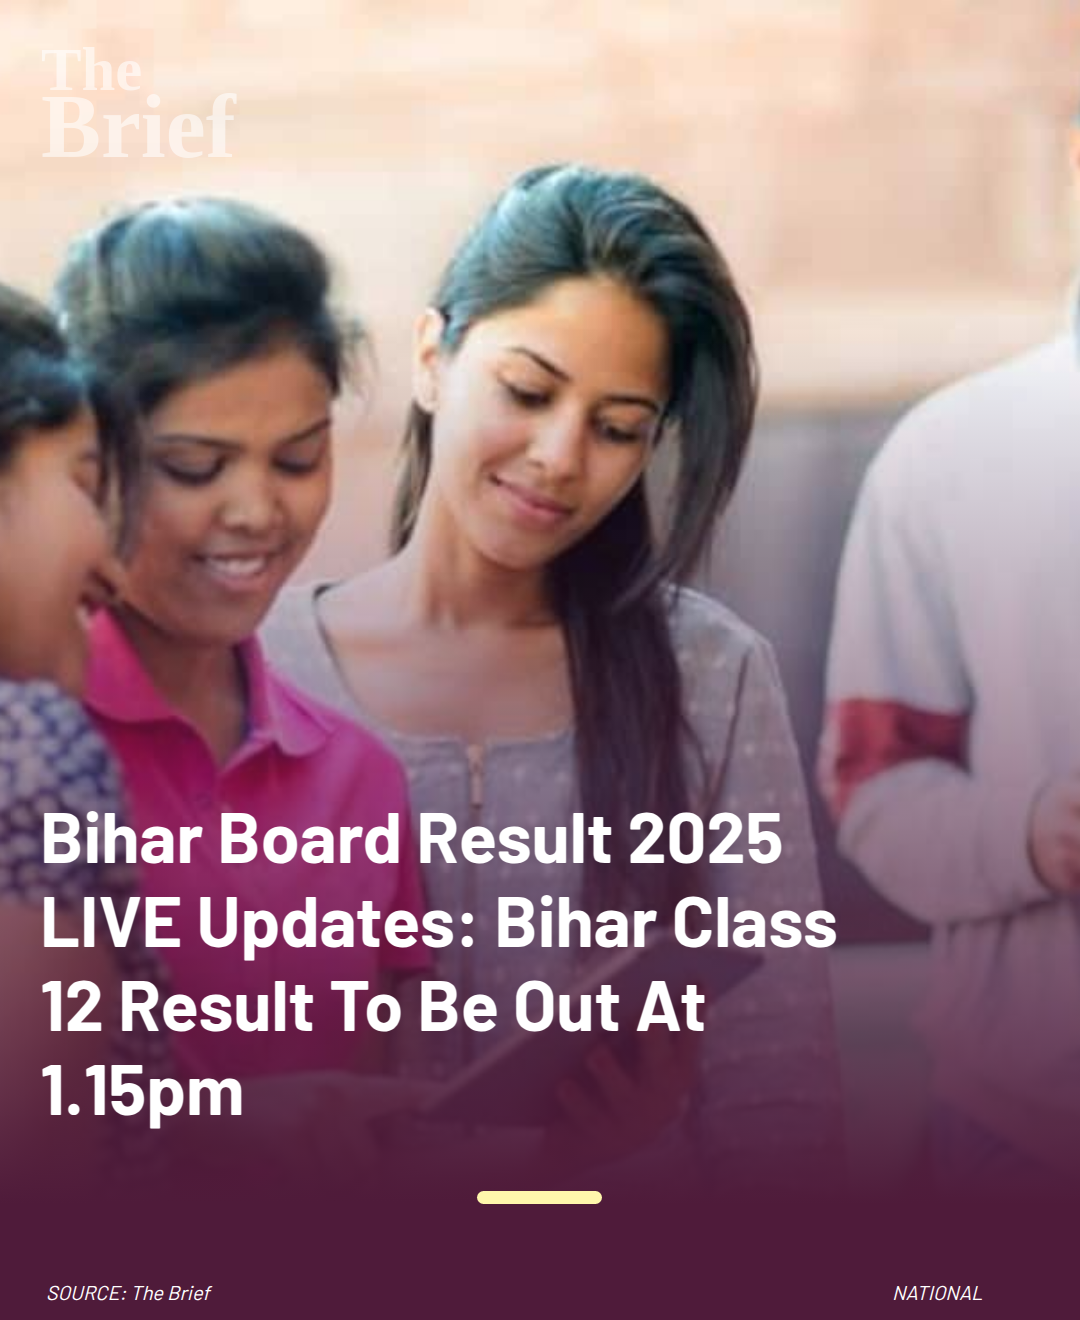 The
Brief
Bihar Board Result 2025
LIVE Updates: Bihar Class
12 Result To Be Out At
1.15pm
SOURCE: The Brief
NATIONAL